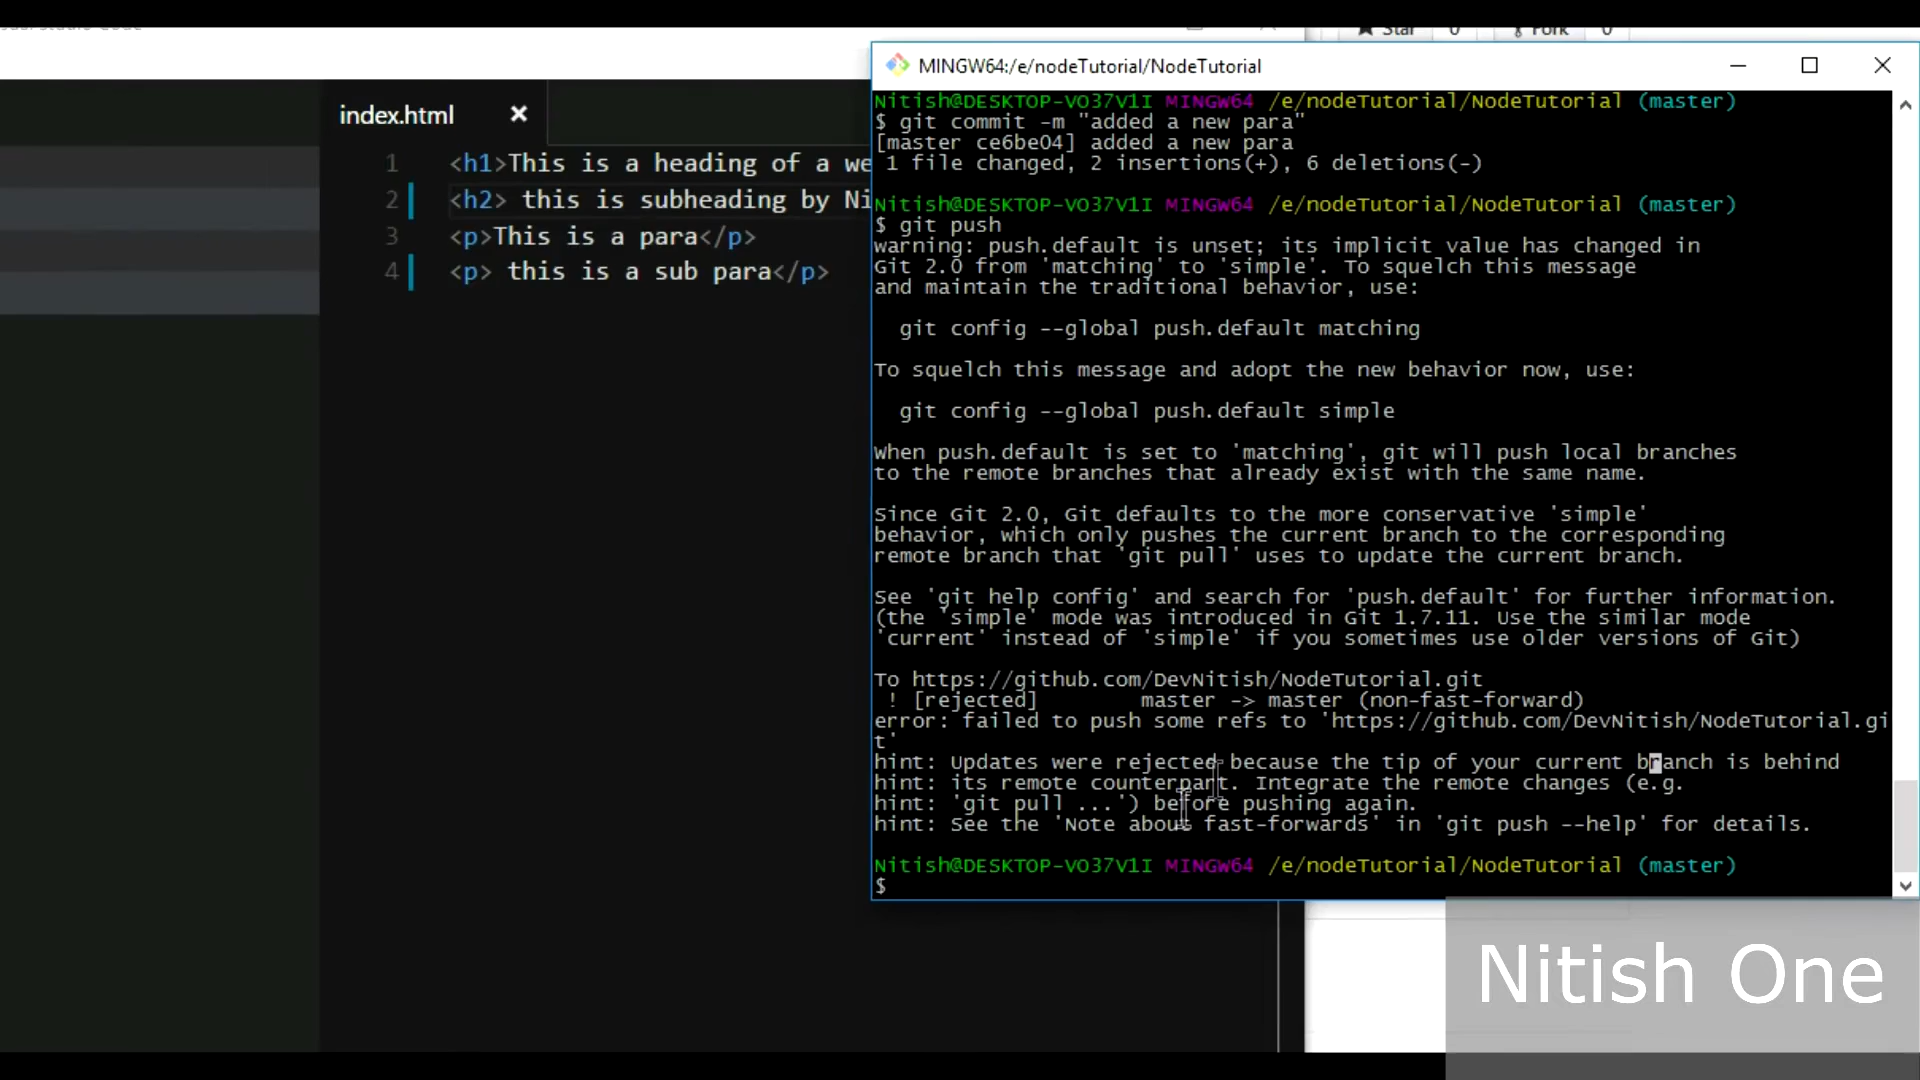 Star 0 Fork 0
MINGW64:/e/nodeTutorial/NodeTutorial
index.html
1 <h1>This is a heading of a we
2 <h2> this is subheading by Ni
3 <p>This is a para</p>
4 <p> this is a sub para</p>
Nitish@DESKTOP-VO37V1I MINGW64 /e/nodeTutorial/NodeTutorial (master)
$ git commit -m "added a new para"
[master ce6be04] added a new para
1 file changed, 2 insertions(+), 6 deletions(-)
Nitish@DESKTOP-VO37V1I MINGW64 /e/nodeTutorial/NodeTutorial (master)
$ git push
warning: push.default is unset; its implicit value has changed in
Git 2.0 from 'matching' to 'simple'. To squelch this message
and maintain the traditional behavior, use:
git config --global push.default matching
To squelch this message and adopt the new behavior now, use:
git config --global push.default simple
When push.default is set to 'matching', git will push local branches
to the remote branches that already exist with the same name.
Since Git 2.0, Git defaults to the more conservative 'simple'
behavior, which only pushes the current branch to the corresponding
remote branch that 'git pull' uses to update the current branch.
See 'git help config' and search for 'push.default' for further information.
(the 'simple' mode was introduced in Git 1.7.11. Use the similar mode
'current' instead of 'simple' if you sometimes use older versions of Git)
To https://github.com/DevNitish/NodeTutorial.git
! [rejected] master -> master (non-fast-forward)
error: failed to push some refs to 'https://github.com/DevNitish/NodeTutorial.gi
t'
hint: Updates were rejected because the tip of your current branch is behind
hint: its remote counterpart. Integrate the remote changes (e.g.
hint: 'git pull ...') before pushing again.
hint: See the 'Note about fast-forwards' in 'git push --help' for details.
Nitish@DESKTOP-VO37V1I MINGW64 /e/nodeTutorial/NodeTutorial (master)
$
Nitish One